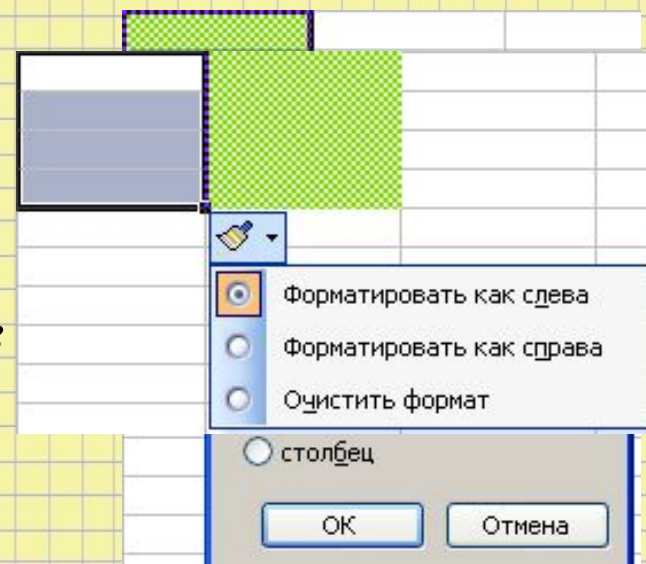 Форматировать как слева
Форматировать как справа
Очистить формат
столбец
ОК
Отмена